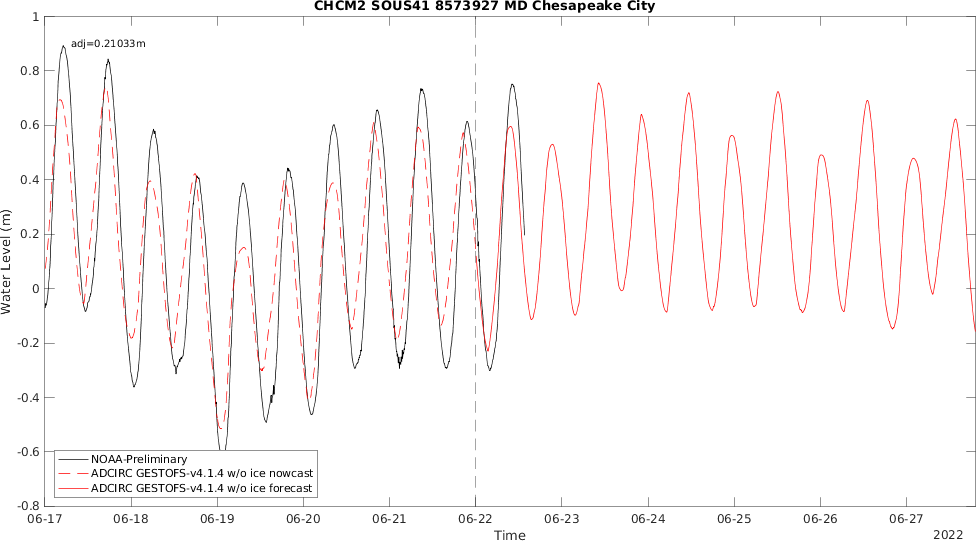 CHCM2 SOUS41 8573927 MD Chesapeake City
adj=0.21033m
1
0.8
0.6
0.4
0.2
0
-0.2
-0.4
-0.6
-0.8
Water Level (m)
NOAA-Preliminary
ADCIRC GESTOFS-v4.1.4 w/o ice nowcast
ADCIRC GESTOFS-v4.1.4 w/o ice forecast
06-17 06-18 06-19 06-20 06-21 06-22 06-23 06-24 06-25 06-26 06-27
Time
2022